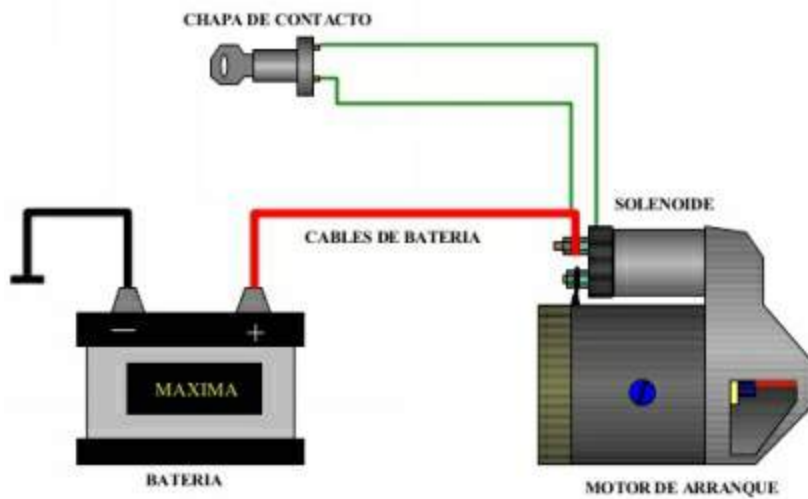 CHAPA DE CONTACTO
SOLENOIDE
CABLES DE BATERIA
— +
MAXIMA
BATERIA
MOTOR DE ARRANQUE